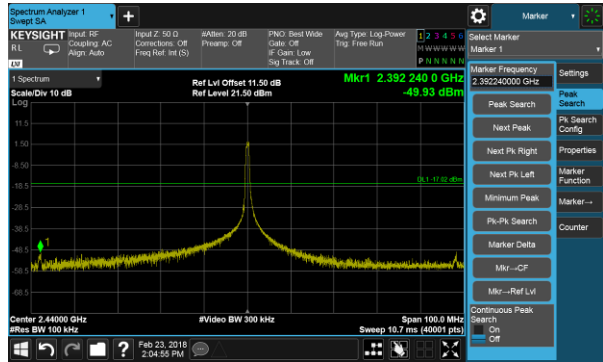 Spectrum Analyzer 1
Swept SA
Marker
KEYSIGHT
RL
Input: RF
Coupling: AC
Align: Auto
Input Z: 50 Ω
Corrections: Off
Freq Ref: Int (S)
#Atten: 20 dB
Preamp: Off
PNO: Best Wide
Gate: Off
IF Gain: Low
Sig Track: Off
Avg Type: Log-Power
Trig: Free Run
1 2 3 4 5 6
M W W W W W
P N N N N N
Select Marker
Marker 1
1 Spectrum
Scale/Div 10 dB
Log
Ref Lvl Offset 11.50 dB
Ref Level 21.50 dBm
Mkr1 2.392 240 0 GHz
-49.93 dBm
11.5
1.50
-8.50
-18.5
-28.5
-38.5
-48.5
-58.5
-68.5
DL1 -17.02 dBm
1
Center 2.44000 GHz
#Res BW 100 kHz
#Video BW 300 kHz
Span 100.0 MHz
Sweep 10.7 ms (40001 pts)
Feb 23, 2018
2:04:55 PM
Marker Frequency
2.392240000 GHz
Peak Search
Next Peak
Next Pk Right
Next Pk Left
Minimum Peak
Pk-Pk Search
Marker Delta
Mkr→CF
Mkr→Ref Lvl
Continuous Peak
Search
On
Off
Settings
Peak
Search
Pk Search
Config
Properties
Marker
Function
Marker→
Counter